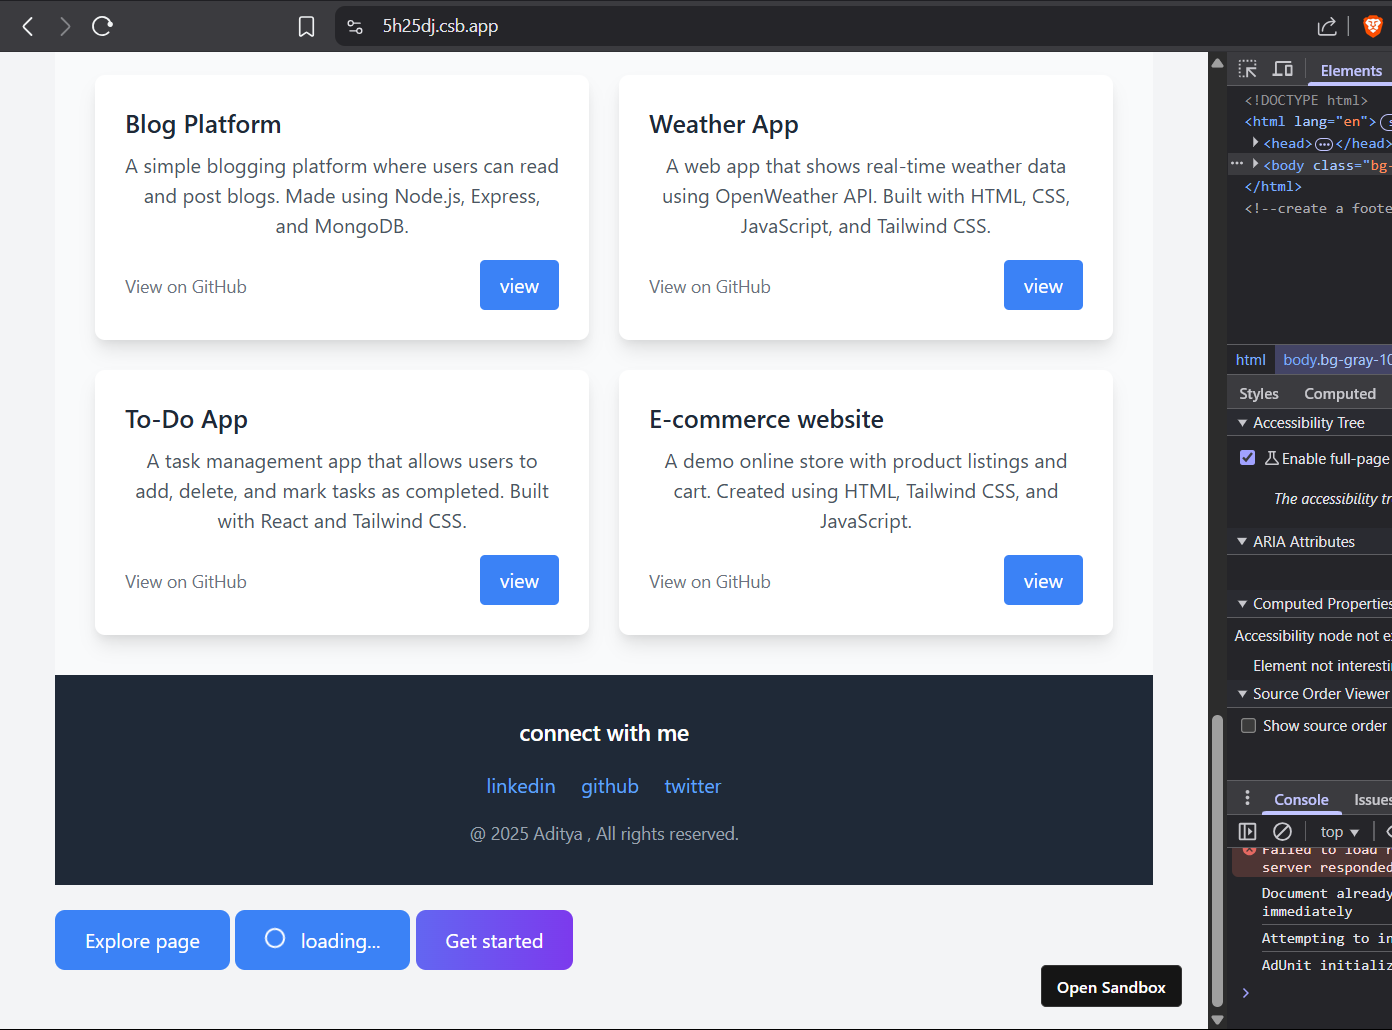 5h25dj.csb.app
Blog Platform
A simple blogging platform where users can read
and post blogs. Made using Node.js, Express,
and MongoDB.
View on GitHub
view
Weather App
A web app that shows real-time weather data
using OpenWeather API. Built with HTML, CSS,
JavaScript, and Tailwind CSS.
View on GitHub
view
To-Do App
A task management app that allows users to
add, delete, and mark tasks as completed. Built
with React and Tailwind CSS.
View on GitHub
view
E-commerce website
A demo online store with product listings and
cart. Created using HTML, Tailwind CSS, and
JavaScript.
View on GitHub
view
connect with me
linkedin github twitter
@ 2025 Aditya , All rights reserved.
Explore page
loading...
Get started
Open Sandbox
Elements
<!DOCTYPE html>
<html lang="en">
<head> </head>
<body class="bg-
</html>
<!--create a foote
html body.bg-gray-10
Styles Computed
Accessibility Tree
Enable full-page
The accessibility tr
ARIA Attributes
Computed Properties
Accessibility node not e
Element not interesti
Source Order Viewer
Show source order
Console Issues
top
Failed to load r
server responded
Document already
immediately
Attempting to in
AdUnit initializ